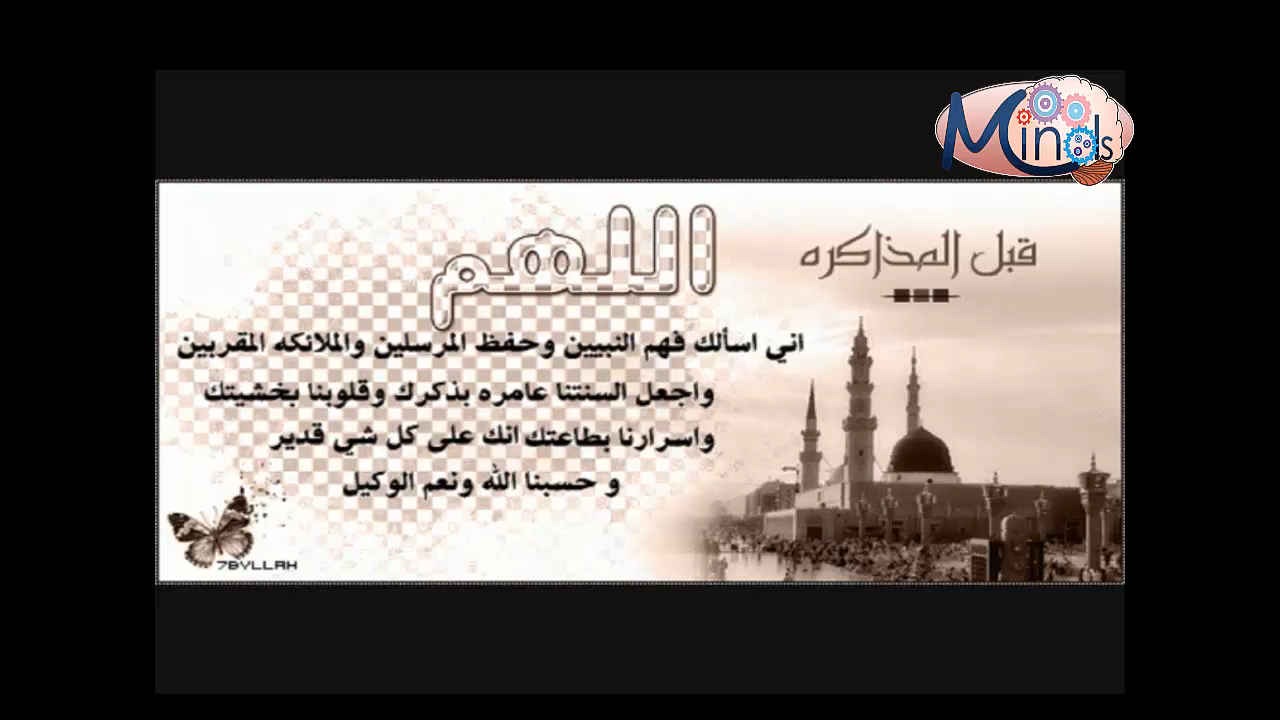 Minds
قبل المذاكره
اللهم
اني اسألك فهم النبيين وحفظ المرسلين والملائكه المقربين
واجعل السنتنا عامره بذكرك وقلوبنا بخشيتك
واسرارنا بطاعتك انك على كل شي قدير
و حسبنا الله ونعم الوكيل
7BYLLAH